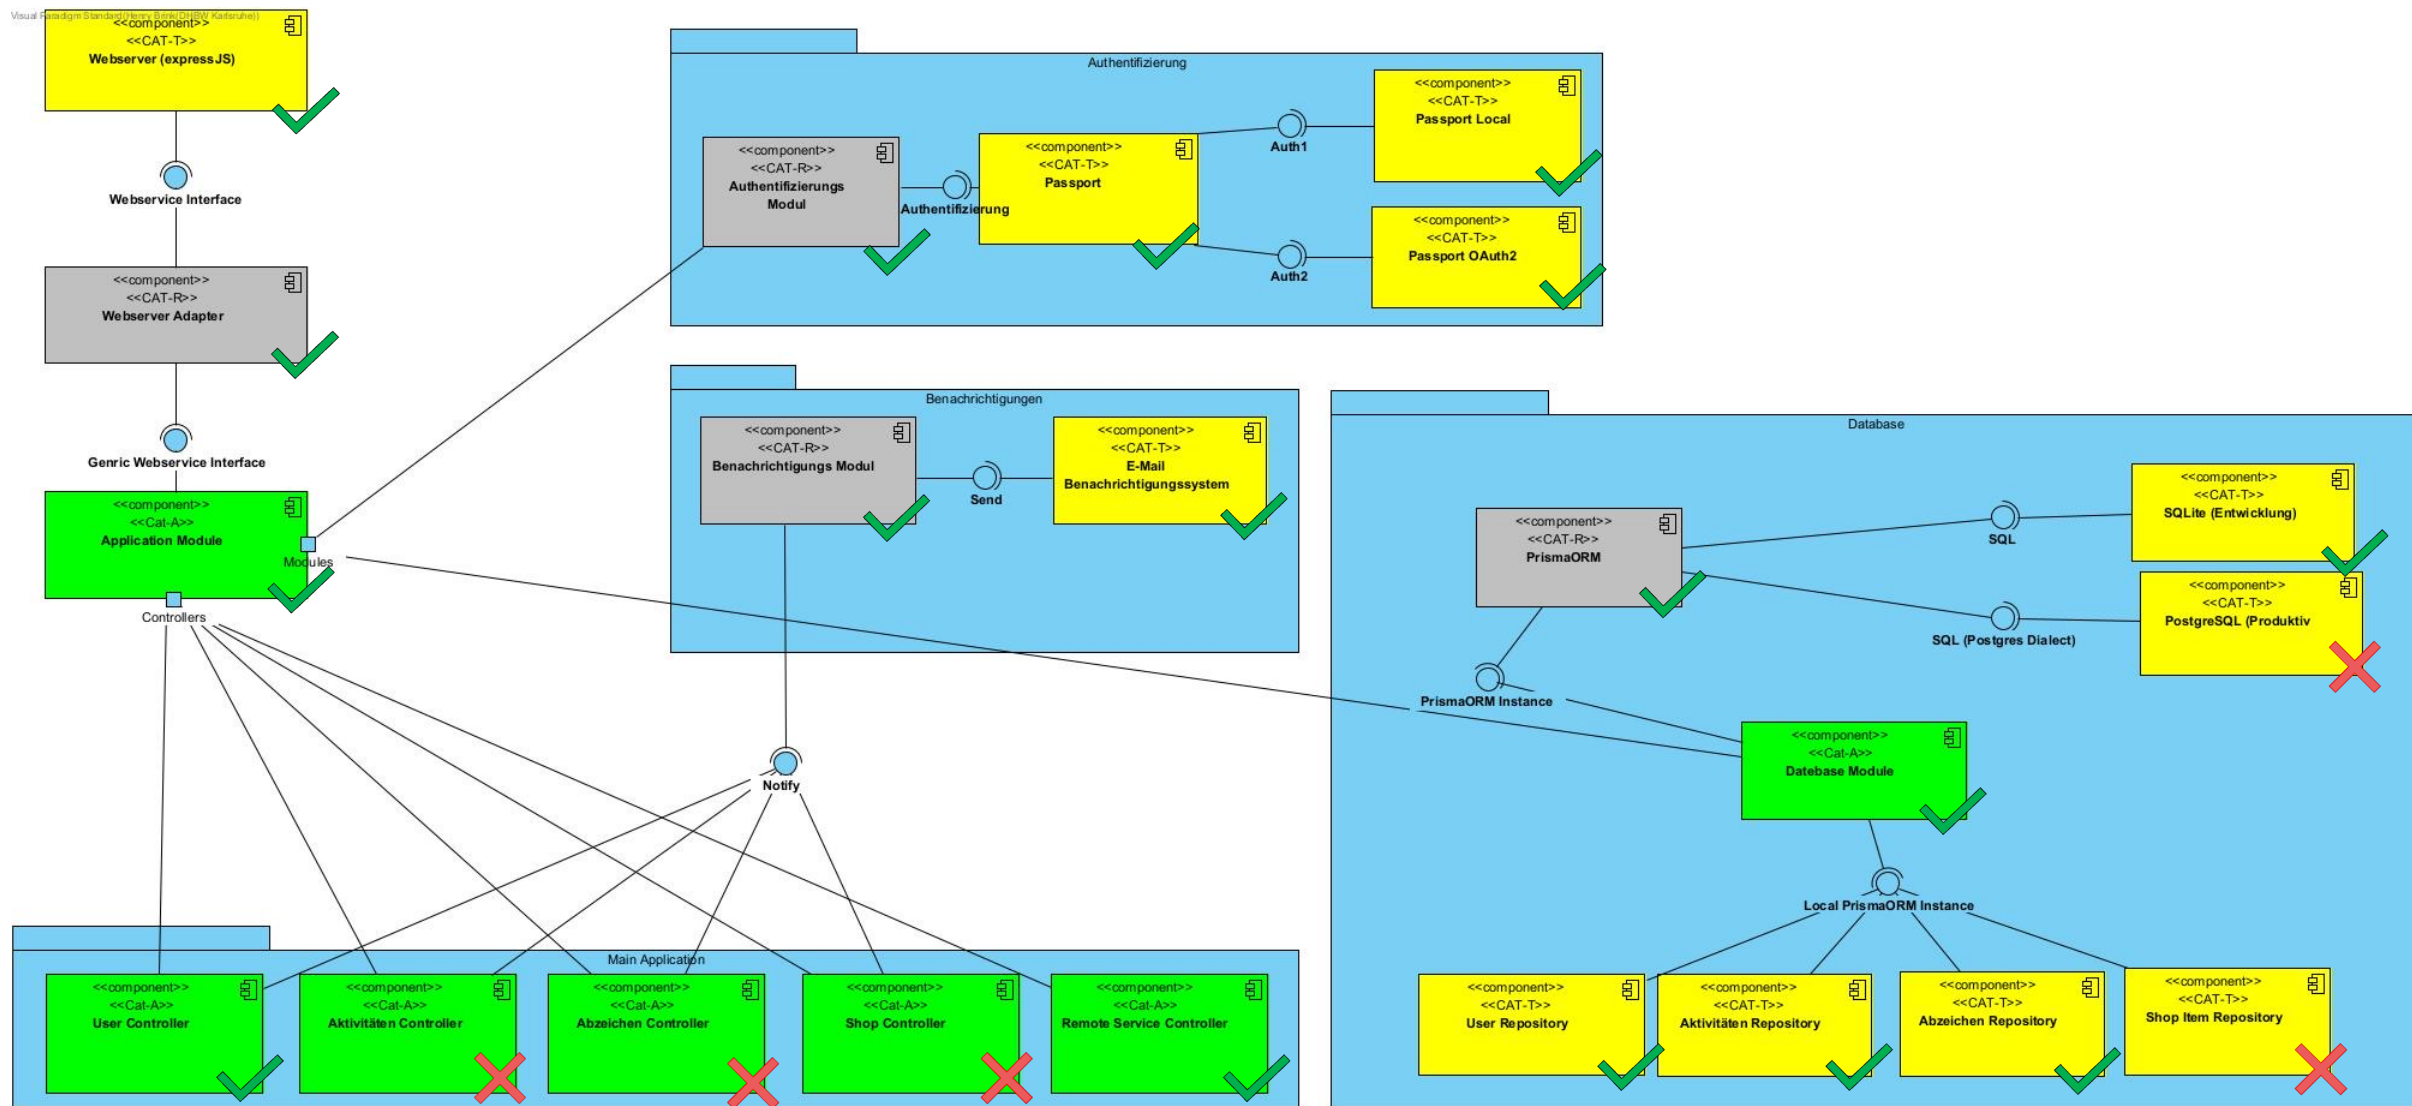 Visual Paradigm Standard(Henry Brink(DHBW Karlsruhe))
<<component>>
<<CAT-T>>
Webserver (expressJS)
Webservice Interface
<<component>>
<<CAT-R>>
Webserver Adapter
Genric Webservice Interface
<<component>>
<<Cat-A>>
Application Module
Modules
Controllers
Authentifizierung
<<component>>
<<CAT-R>>
Authentifizierungs
Modul
Authentifizierung
<<component>>
<<CAT-T>>
Passport
Auth1
<<component>>
<<CAT-T>>
Passport Local
Auth2
<<component>>
<<CAT-T>>
Passport OAuth2
Benachrichtigungen
<<component>>
<<CAT-R>>
Benachrichtigungs Modul
Send
<<component>>
<<CAT-T>>
E-Mail
Benachrichtigungssystem
Notify
Database
<<component>>
<<CAT-R>>
PrismaORM
SQL
<<component>>
<<CAT-T>>
SQLite (Entwicklung)
SQL (Postgres Dialect)
<<component>>
<<CAT-T>>
PostgreSQL (Produktiv
PrismaORM Instance
<<component>>
<<Cat-A>>
Datebase Module
Local PrismaORM Instance
<<component>>
<<CAT-T>>
User Repository
<<component>>
<<CAT-T>>
Aktivitäten Repository
<<component>>
<<CAT-T>>
Abzeichen Repository
<<component>>
<<CAT-T>>
Shop Item Repository
Main Application
<<component>>
<<Cat-A>>
User Controller
<<component>>
<<Cat-A>>
Aktivitäten Controller
<<component>>
<<Cat-A>>
Abzeichen Controller
<<component>>
<<Cat-A>>
Shop Controller
<<component>>
<<Cat-A>>
Remote Service Controller